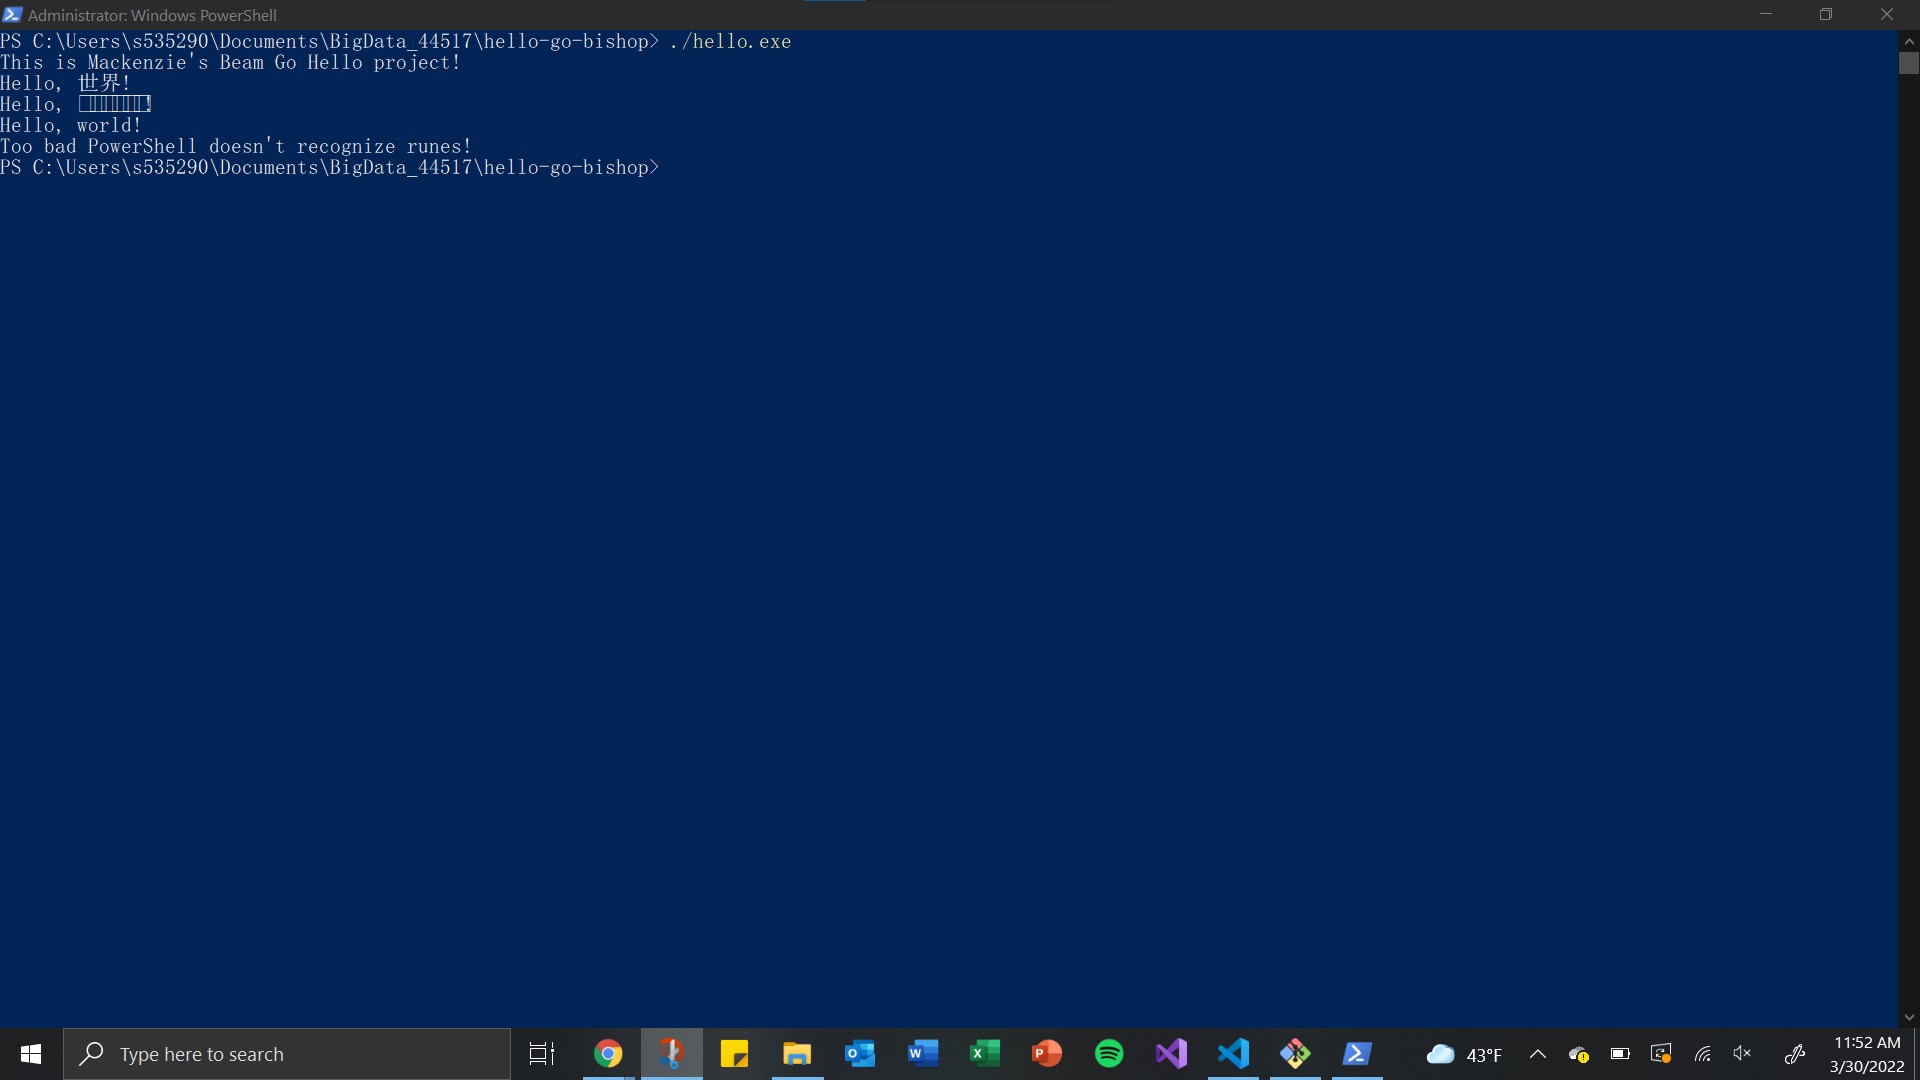 Administrator: Windows PowerShell
PS C:\Users\s535290\Documents\BigData_44517\hello-go-bishop> ./hello.exe
This is Mackenzie's Beam Go Hello project!
Hello, 世界!
Hello, !
Hello, world!
Too bad PowerShell doesn't recognize runes!
PS C:\Users\s535290\Documents\BigData_44517\hello-go-bishop>
Type here to search
43°F
11:52 AM
3/30/2022